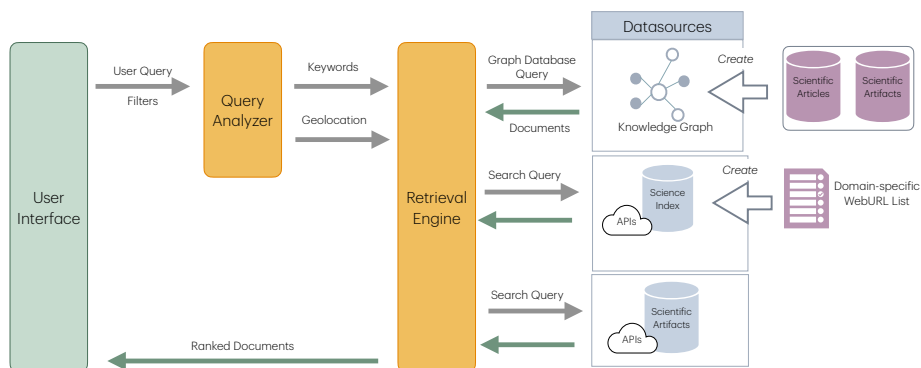 Datasources
User Query
Filters
Query
Analyzer
Keywords
Geolocation
Graph Database
Query
Documents
Knowledge Graph
Create
Scientific
Articles
Scientific
Artifacts
User
Interface
Retrieval
Engine
Search Query
Science
Index
APIs
Create
Domain-specific
WebURL List
Search Query
Scientific
Artifacts
APIs
Ranked Documents